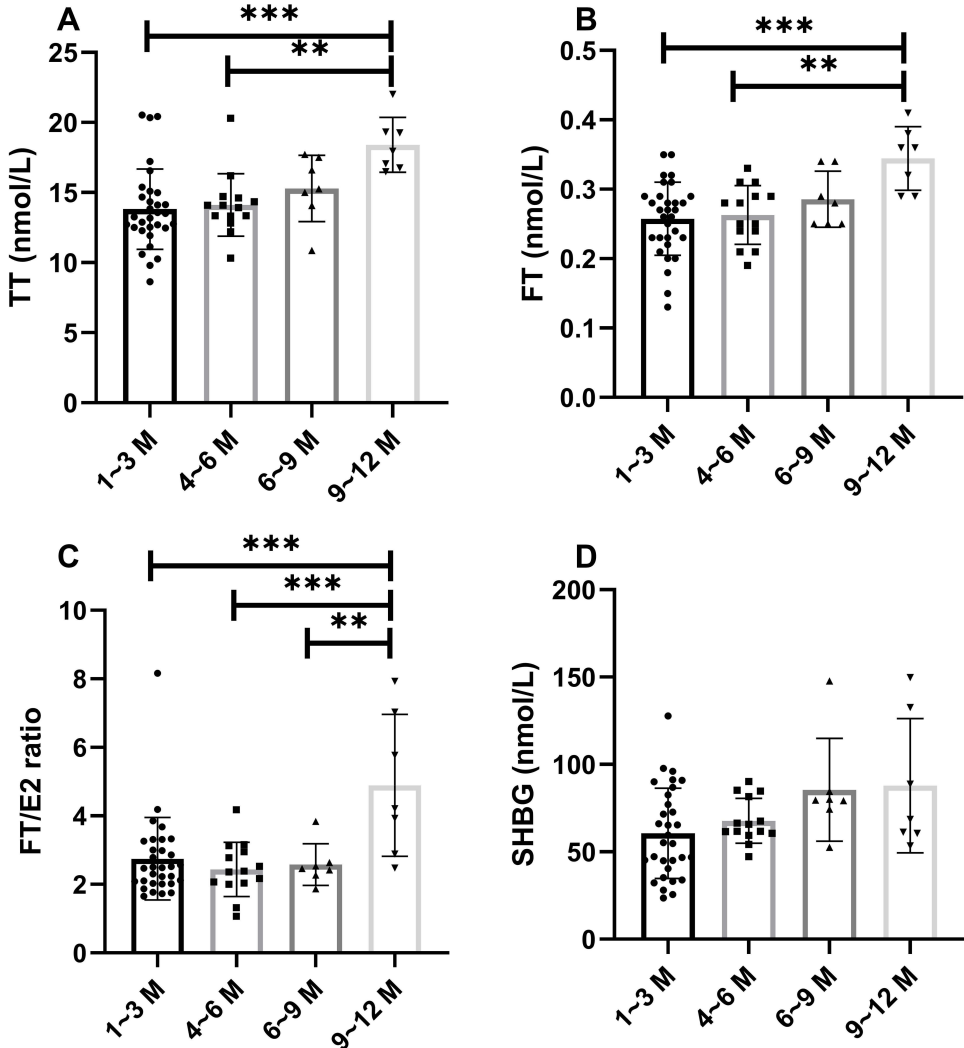 A
***
**
TT (nmol/L)
25
20
15
10
5
0
1~3 M
4~6 M
6~9 M
9~12 M
B
***
**
FT (nmol/L)
0.5
0.4
0.3
0.2
0.1
0.0
1~3 M
4~6 M
6~9 M
9~12 M
C
***
***
**
FT/E2 ratio
10
8
6
4
2
0
1~3 M
4~6 M
6~9 M
9~12 M
D
SHBG (nmol/L)
200
150
100
50
0
1~3 M
4~6 M
6~9 M
9~12 M